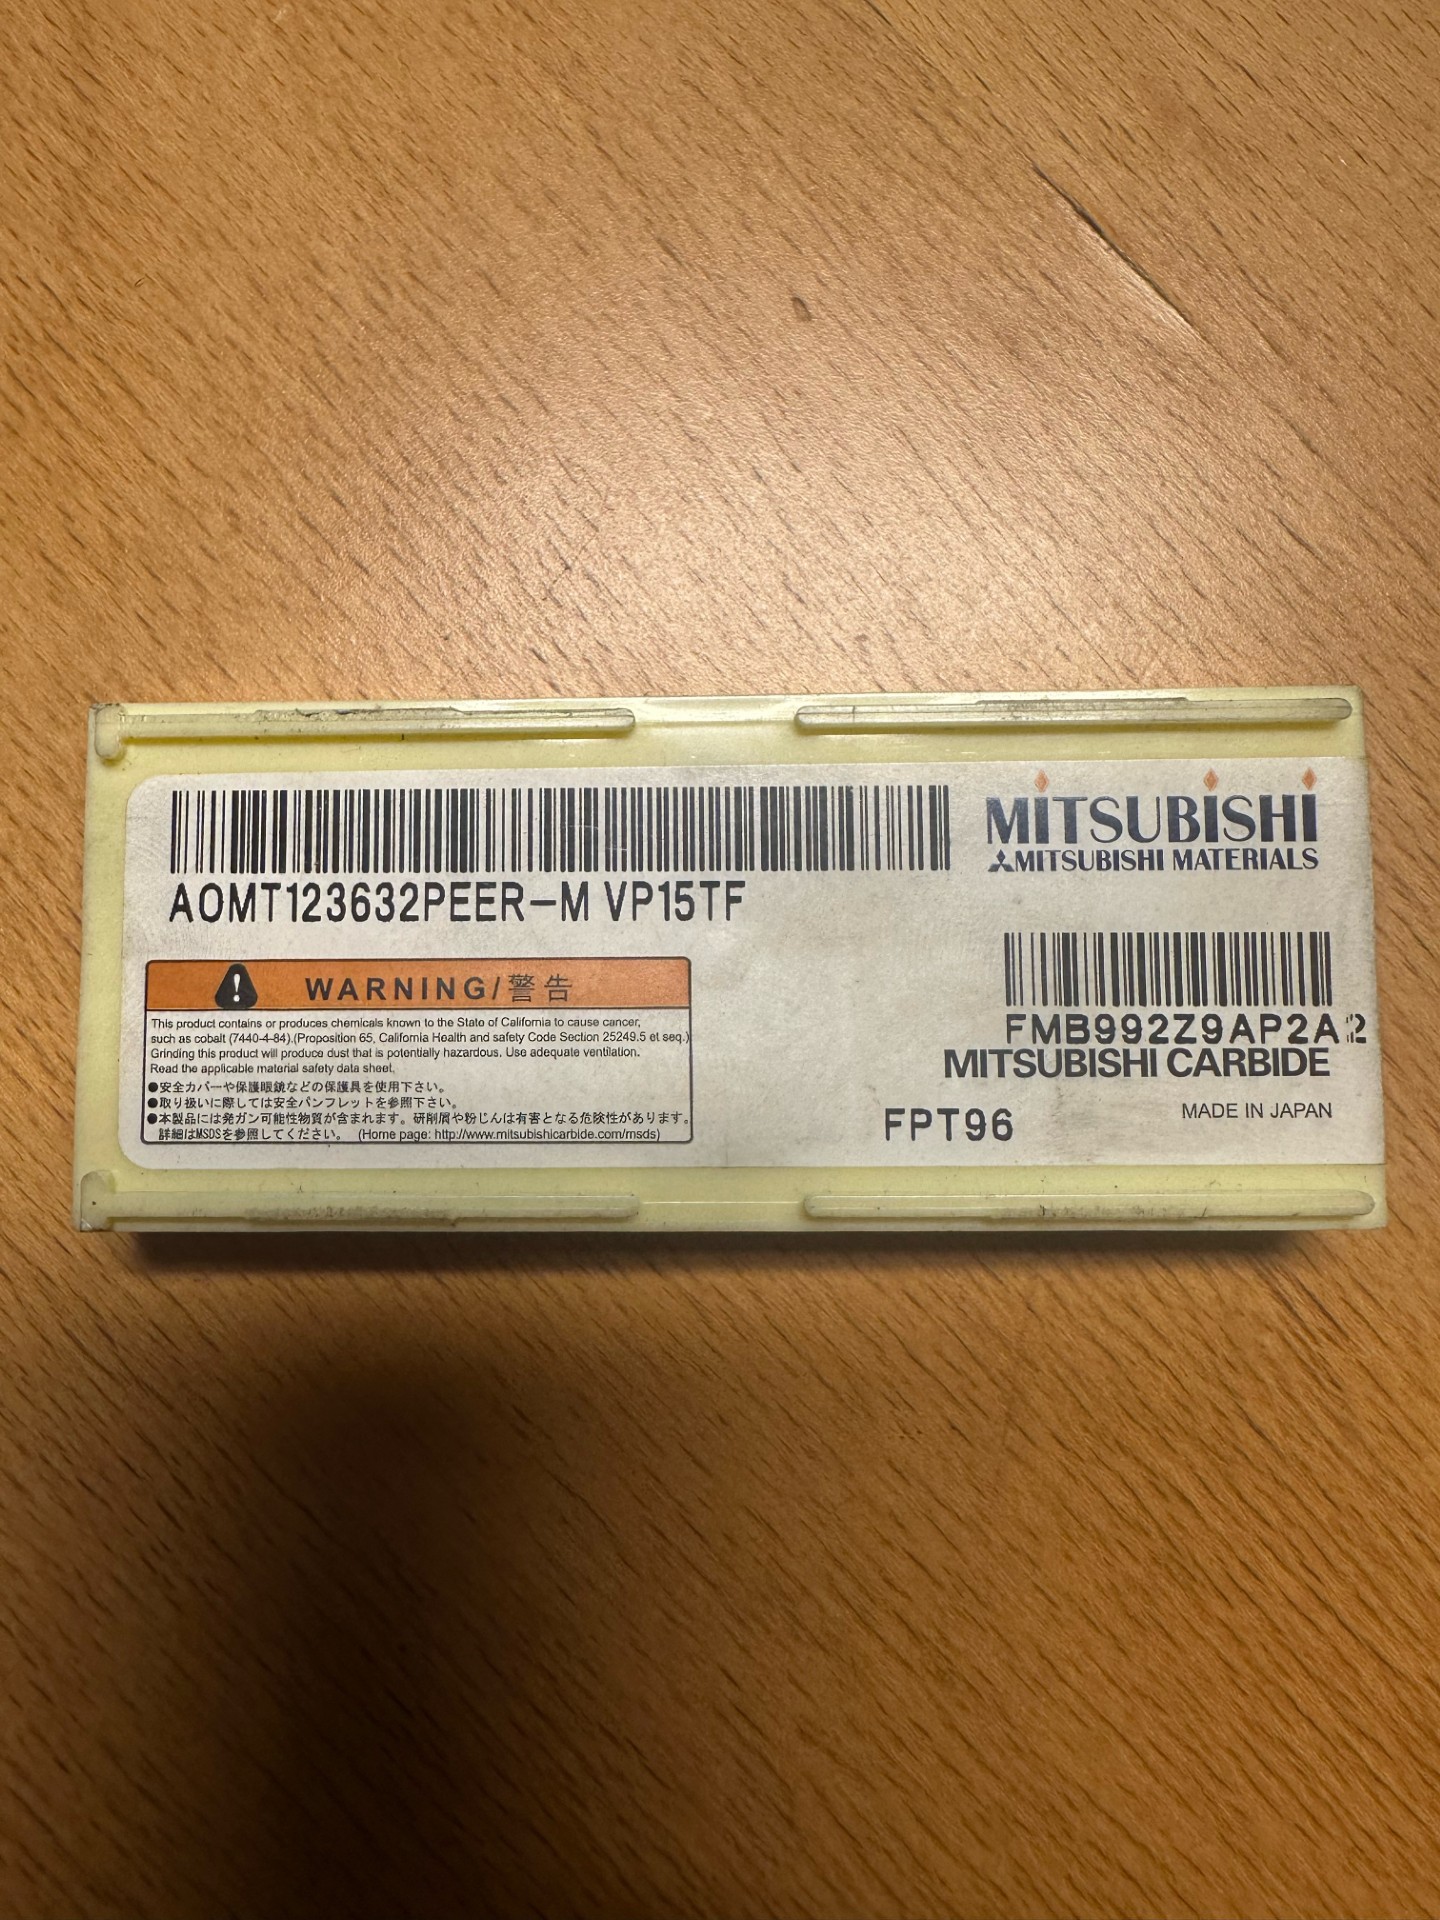 MITSUBISHI
MITSUBISHI MATERIALS
AOMT123632PEER-M VP15TF
WARNING/警告
This product contains or produces chemicals known to the State of California to cause cancer,
such as cobalt (7440-4-84).(Proposition 65, California Health and safety Code Section 25249.5 et seq.)
Grinding this product will produce dust that is potentially hazardous. Use adequate ventilation.
Read the applicable material safety data sheet.
●安全カバーや保護眼鏡などの保護具を使用下さい。
●取り扱いに際しては安全パンフレットを参照下さい。
●本製品には発ガン可能性物質が含まれます。研削屑や粉じんは有害となる危険性があります。
詳細はMSDSを参照してください。 (Home page: http://www.mitsubishicarbide.com/msds)
FMB992Z9AP2A 2
MITSUBISHI CARBIDE
FPT96
MADE IN JAPAN